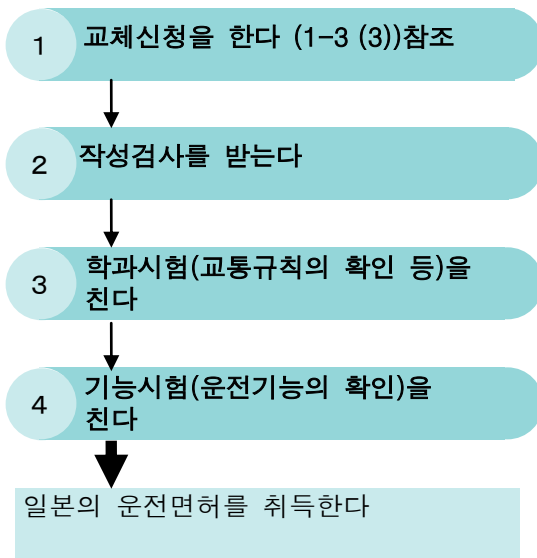 1
교체신청을 한다 (1-3 (3))참조
2
작성검사를 받는다
3
학과시험(교통규칙의 확인 등)을
친다
4
기능시험(운전기능의 확인)을
친다
일본의 운전면허를 취득한다